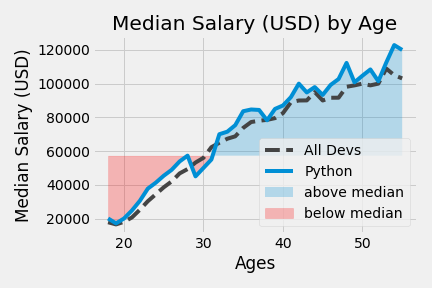 Median Salary (USD) by Age
Median Salary (USD)
120000
100000
80000
60000
40000
20000
All Devs
Python
above median
below median
20
30
40
50
Ages